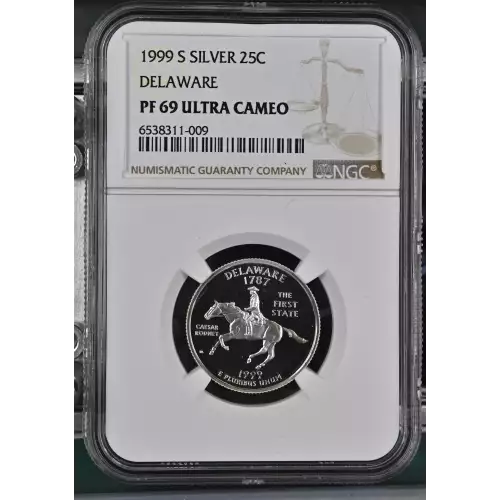 1999 S SILVER 25C
DELAWARE
PF 69 ULTRA CAMEO
6538311-009
NUMISMATIC GUARANTY COMPANY NGC®
DELAWARE
1787
THE
FIRST
STATE
CAESAR
RODNEY
1999
E PLURIBUS UNUM